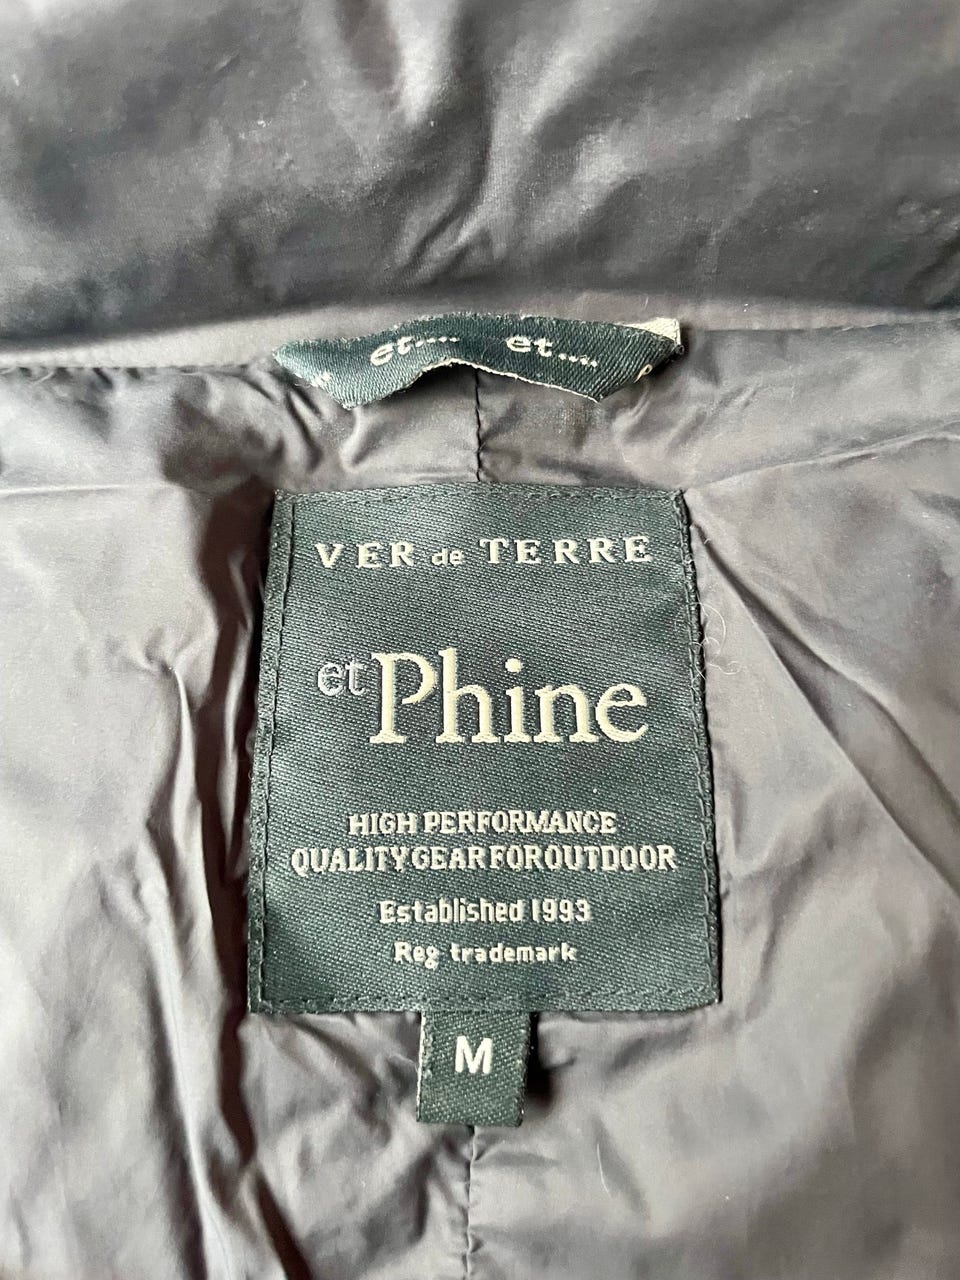 et.... et.....
VER de TERRE
et Phine
HIGH PERFORMANCE
QUALITY GEAR FOR OUTDOOR
Established 1993
Reg trademark
M